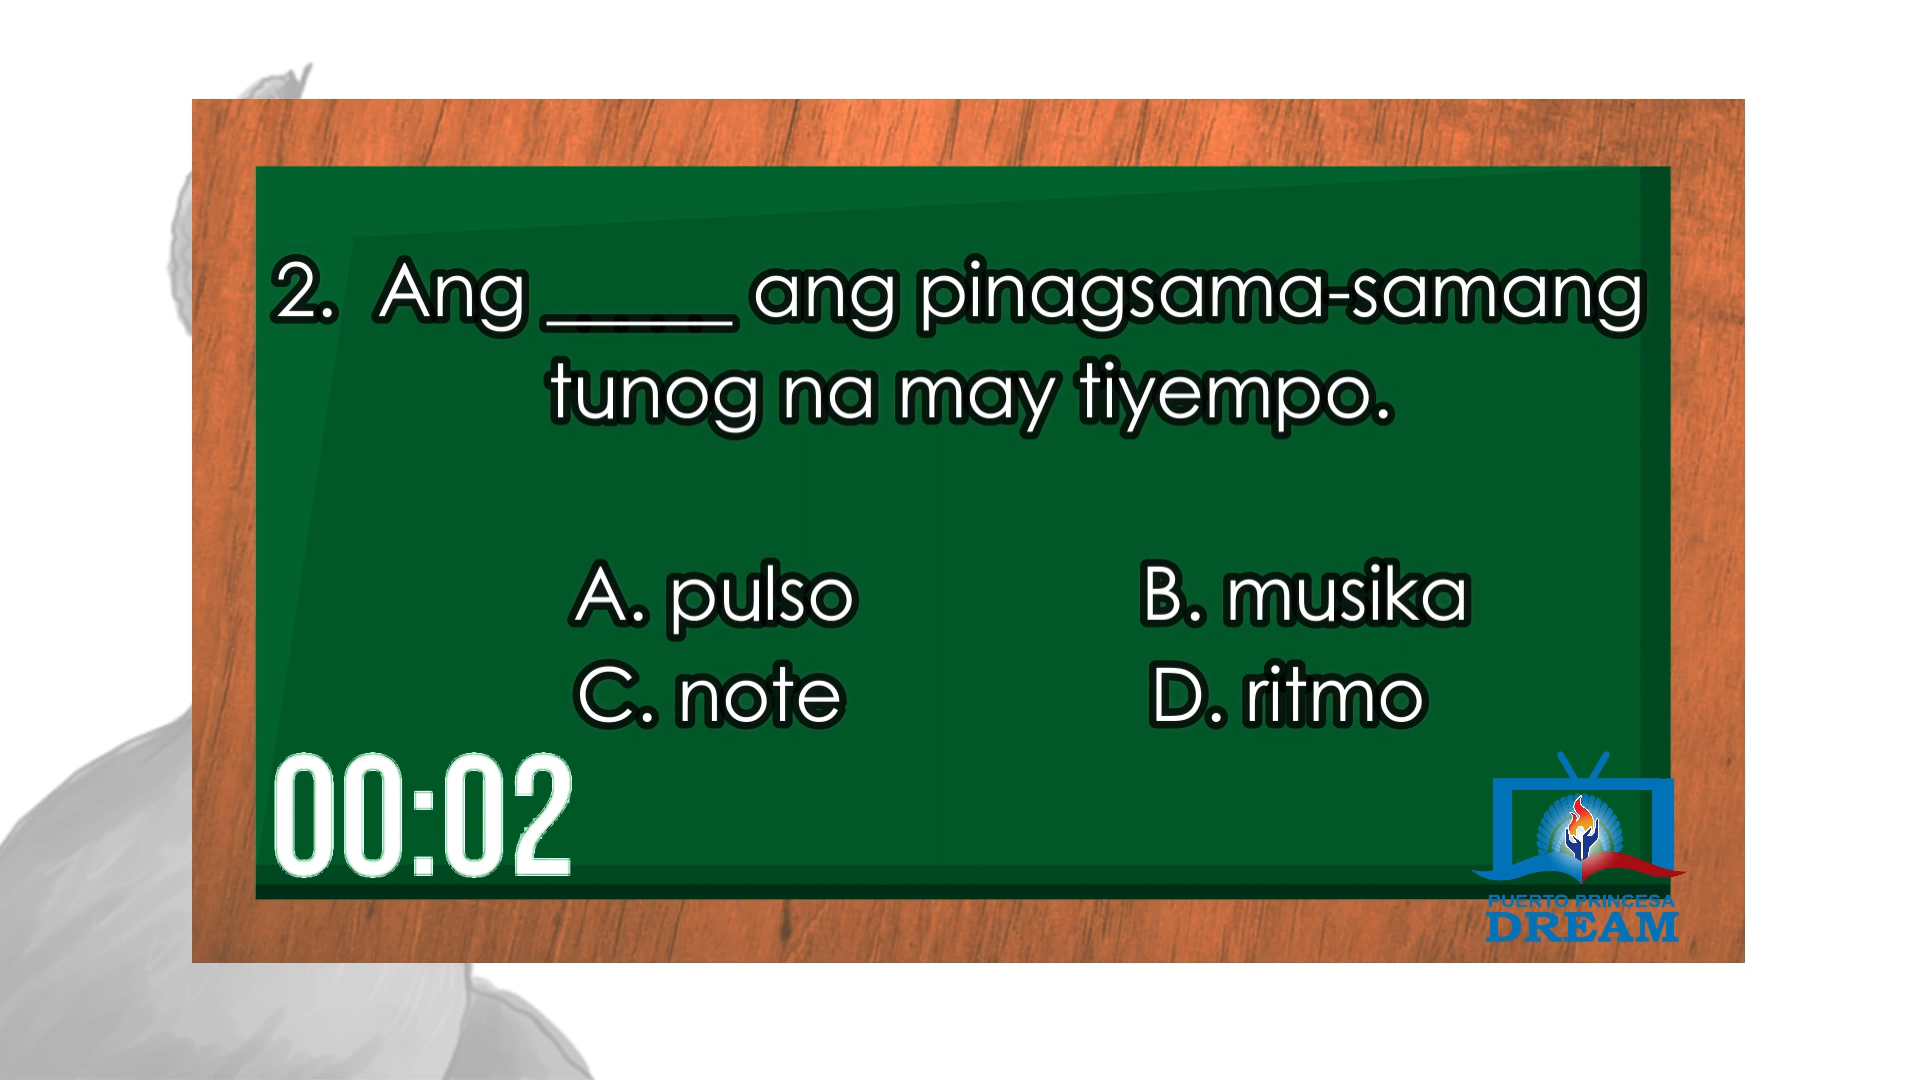 2. Ang _____ ang pinagsama-samang
tunog na may tiyempo.
A. pulso B. musika
C. note D. ritmo
00:02
PUERTO PRINCESA
DREAM